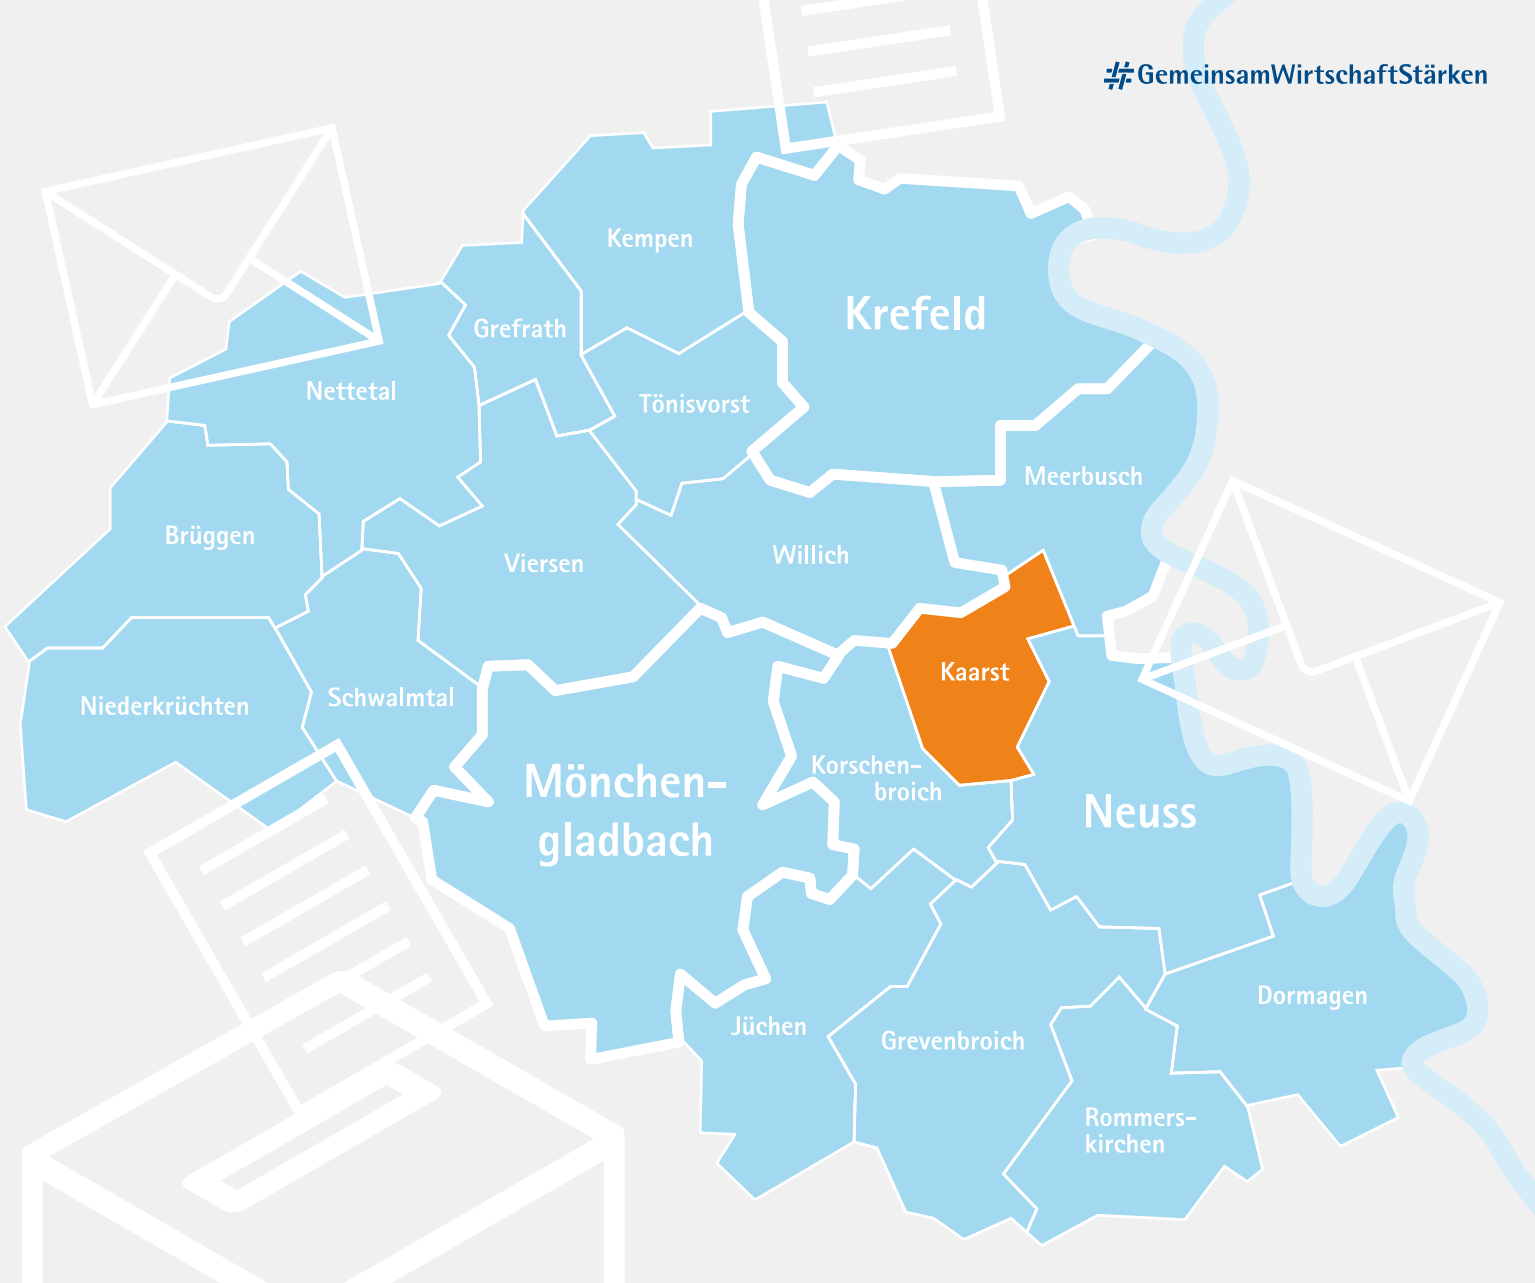 #GemeinsamWirtschaftStärken
Kempen
Krefeld
Grefrath
Nettetal
Tönisvorst
Meerbusch
Brüggen
Viersen
Willich
Kaarst
Niederkrüchten
Schwalmtal
Mönchen-
gladbach
Korschen-
broich
Neuss
Dormagen
Jüchen
Grevenbroich
Rommers-
kirchen